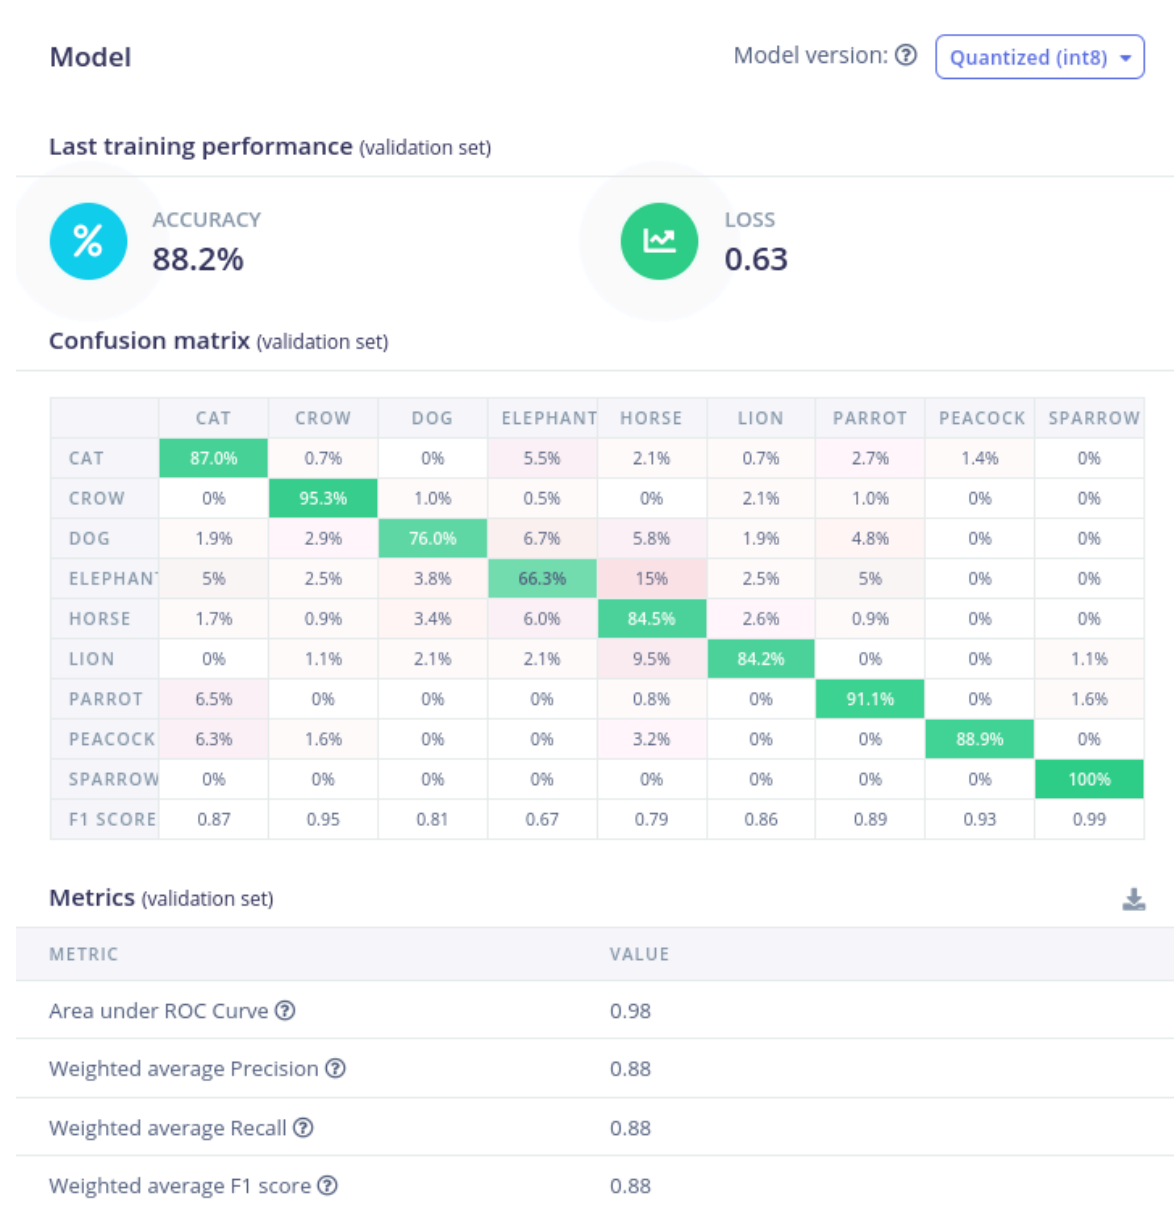 Model
Model version: Quantized (int8)
Last training performance (validation set)
ACCURACY
88.2%
LOSS
0.63
Confusion matrix (validation set)
CAT CROW DOG ELEPHANT HORSE LION PARROT PEACOCK SPARROW
CAT 87.0% 0.7% 0% 5.5% 2.1% 0.7% 2.7% 1.4% 0%
CROW 0% 95.3% 1.0% 0.5% 0% 2.1% 1.0% 0% 0%
DOG 1.9% 2.9% 76.0% 6.7% 5.8% 1.9% 4.8% 0% 0%
ELEPHANT 5% 2.5% 3.8% 66.3% 15% 2.5% 5% 0% 0%
HORSE 1.7% 0.9% 3.4% 6.0% 84.5% 2.6% 0.9% 0% 0%
LION 0% 1.1% 2.1% 2.1% 9.5% 84.2% 0% 0% 1.1%
PARROT 6.5% 0% 0% 0% 0.8% 0% 91.1% 0% 1.6%
PEACOCK 6.3% 1.6% 0% 0% 3.2% 0% 0% 88.9% 0%
SPARROW 0% 0% 0% 0% 0% 0% 0% 0% 100%
F1 SCORE 0.87 0.95 0.81 0.67 0.79 0.86 0.89 0.93 0.99
Metrics (validation set)
METRIC VALUE
Area under ROC Curve 0.98
Weighted average Precision 0.88
Weighted average Recall 0.88
Weighted average F1 score 0.88